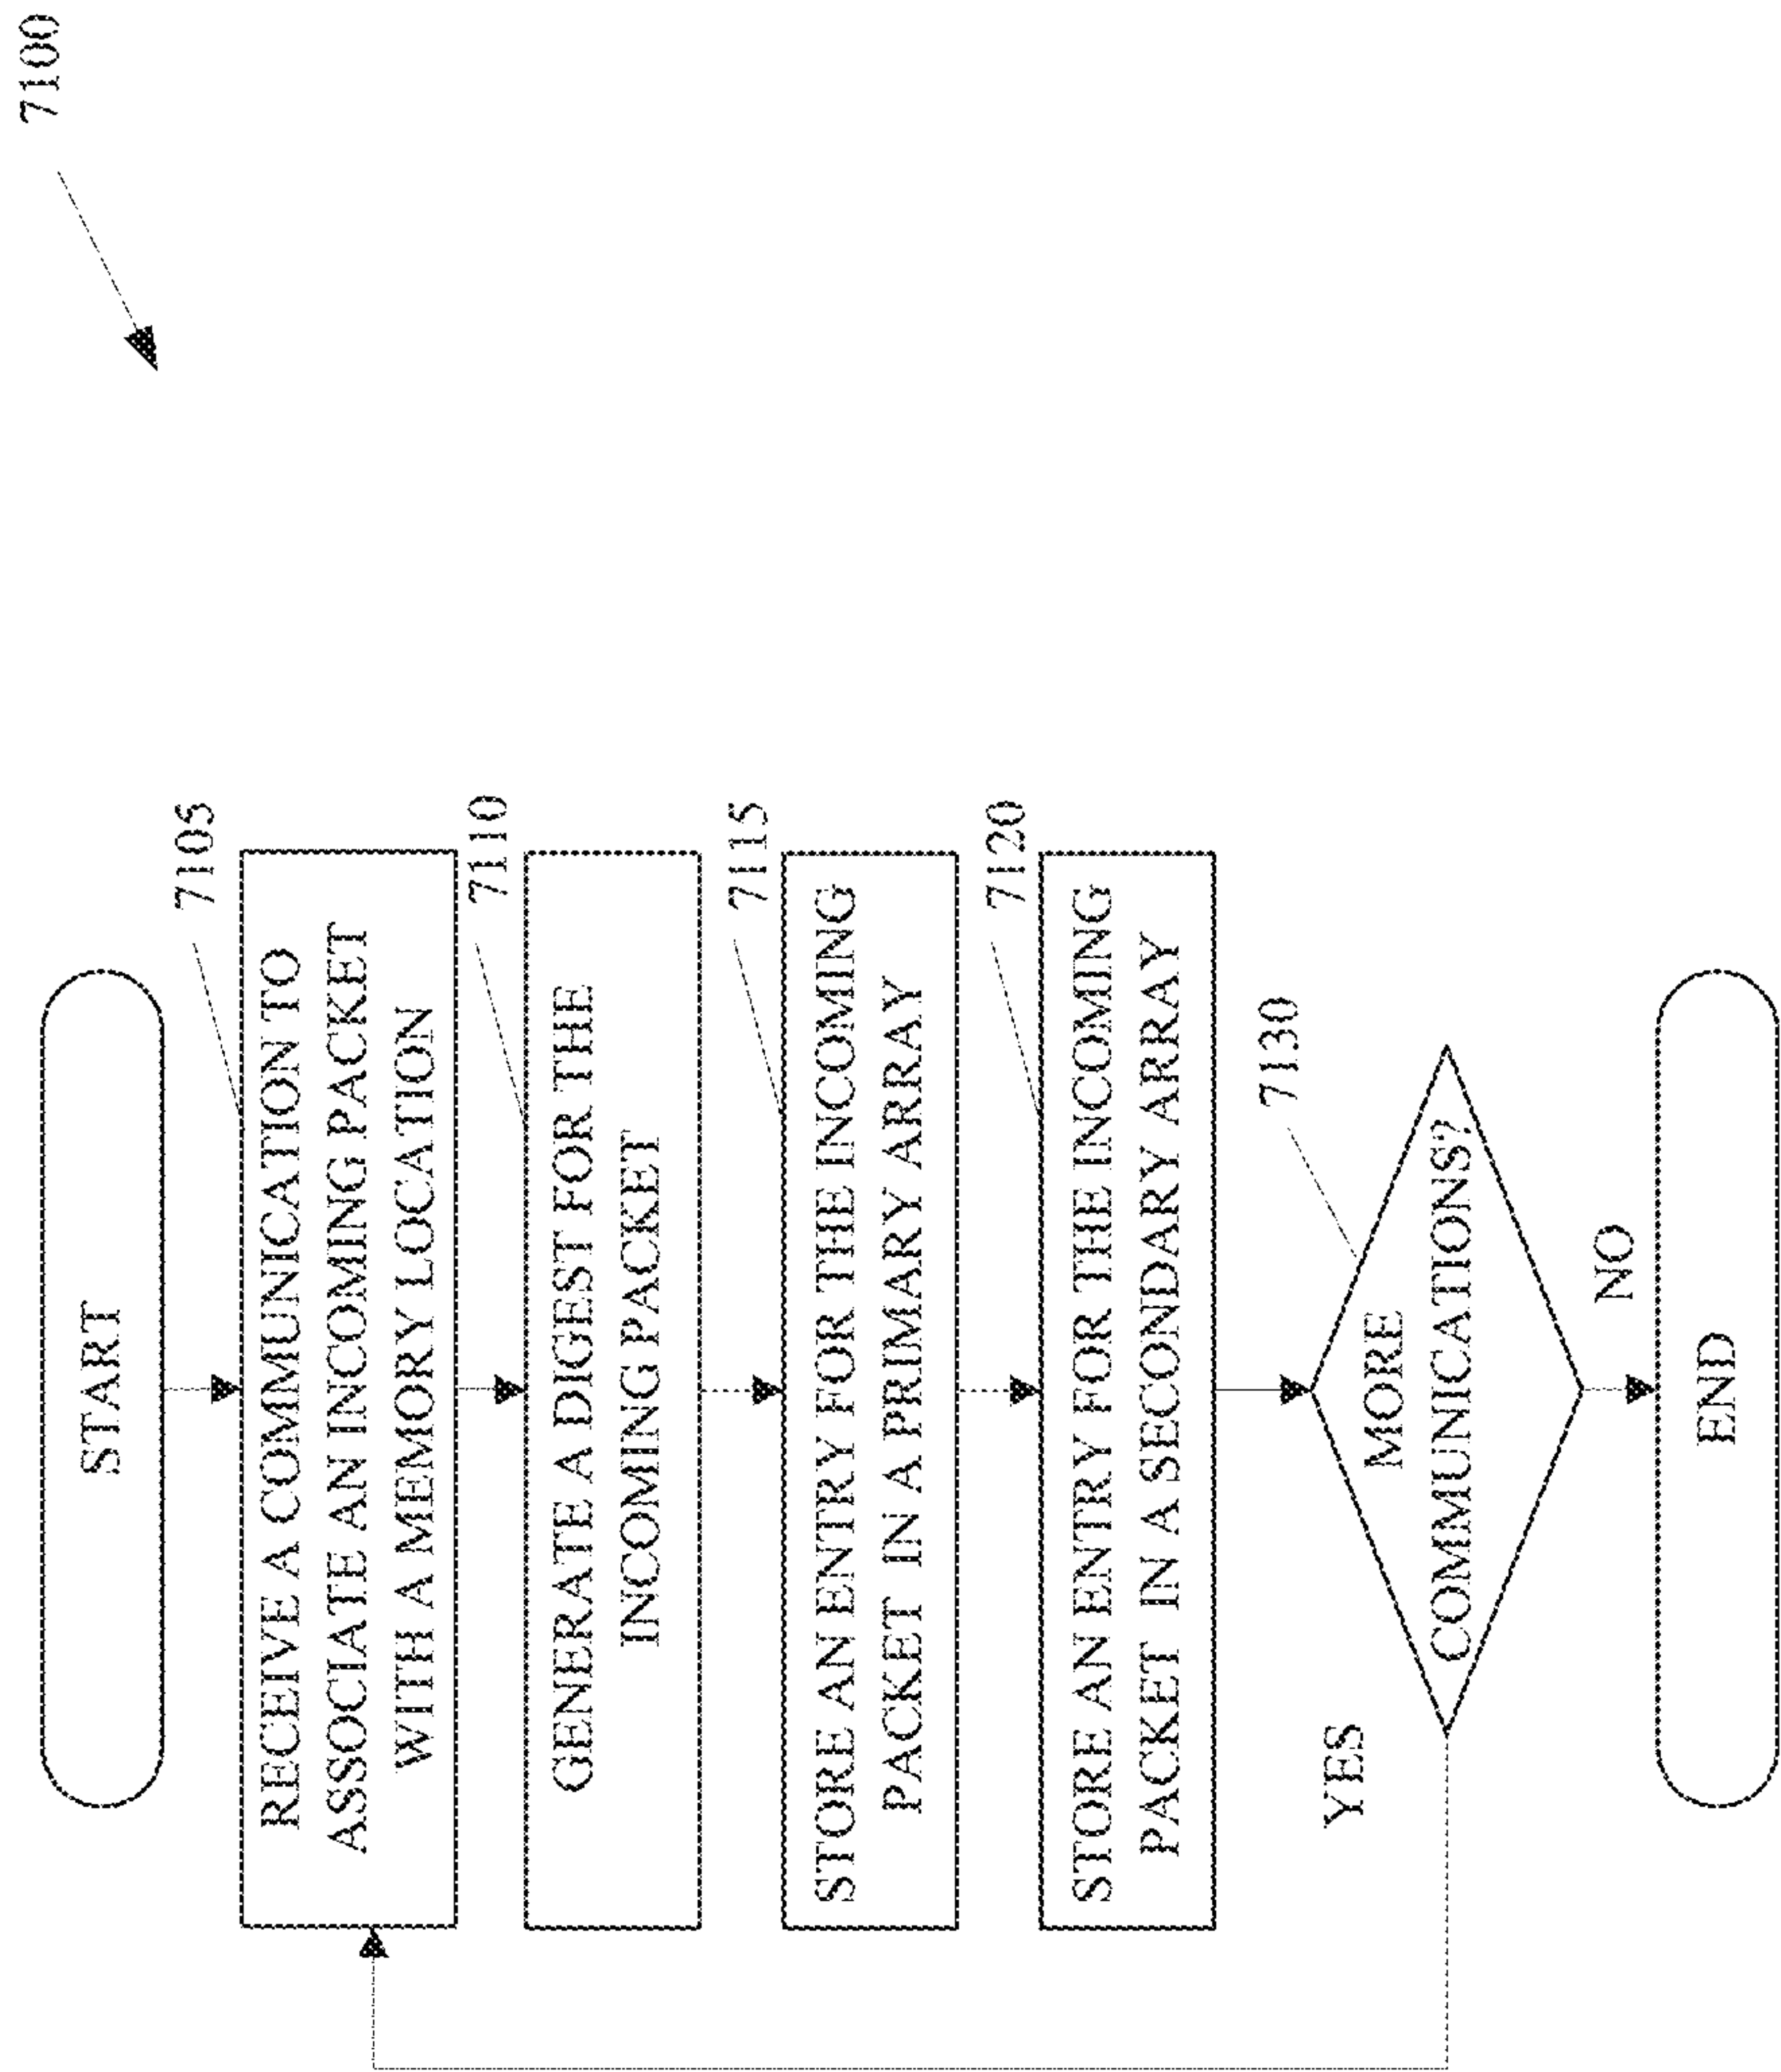 7100
START
7105
RECEIVE A COMMUNICATION TO
ASSOCIATE AN INCOMING PACKET
WITH A MEMORY LOCATION
7110
GENERATE A DIGEST FOR THE
INCOMING PACKET
7115
STORE AN ENTRY FOR THE INCOMING
PACKET IN A PRIMARY ARRAY
7120
STORE AN ENTRY FOR THE INCOMING
PACKET IN A SECONDARY ARRAY
7130
MORE
COMMUNICATIONS?
YES
NO
END